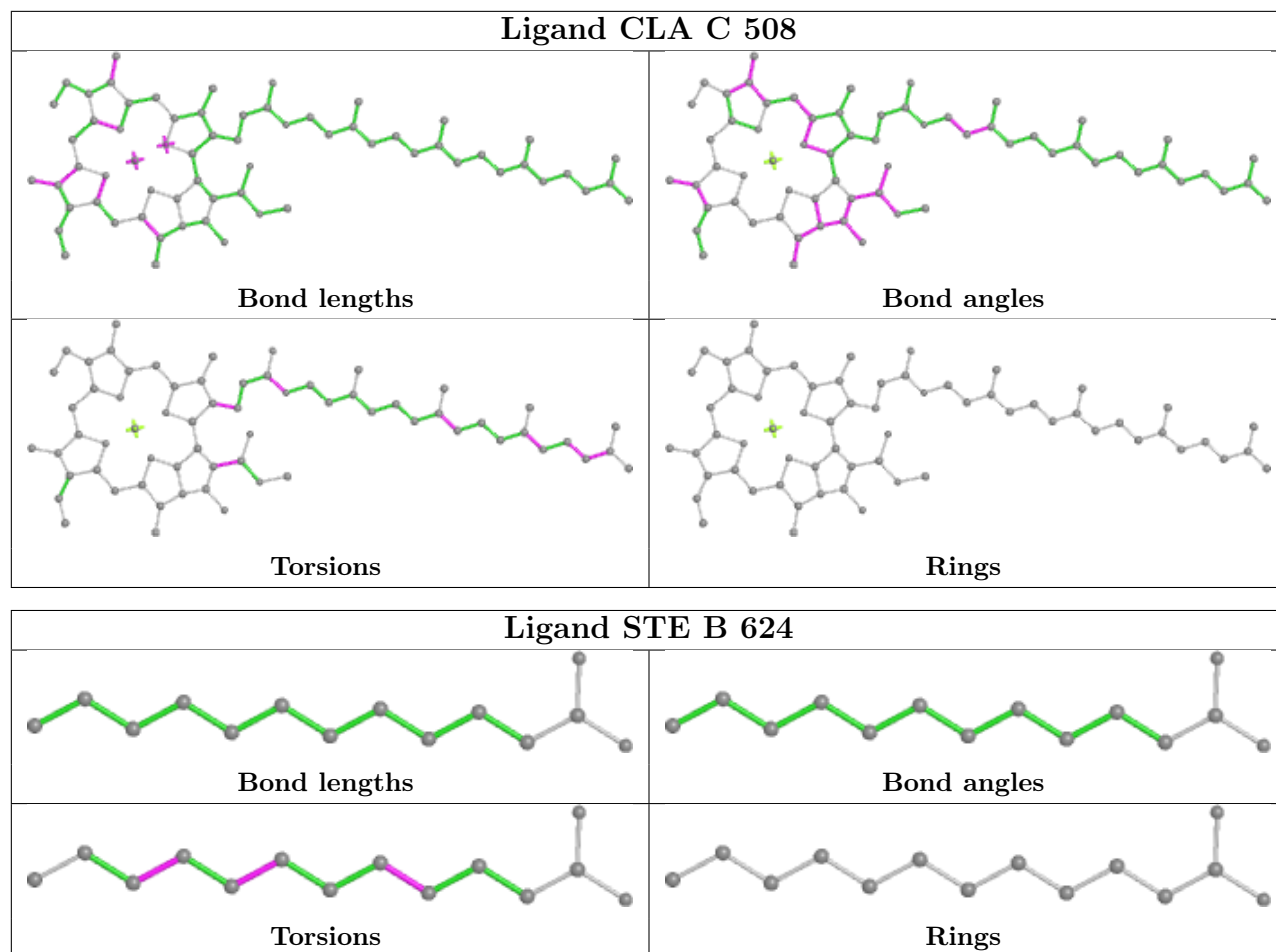 Ligand CLA C 508
Bond lengths
Bond angles
Torsions
Rings
Ligand STE B 624
Bond lengths
Bond angles
Torsions
Rings